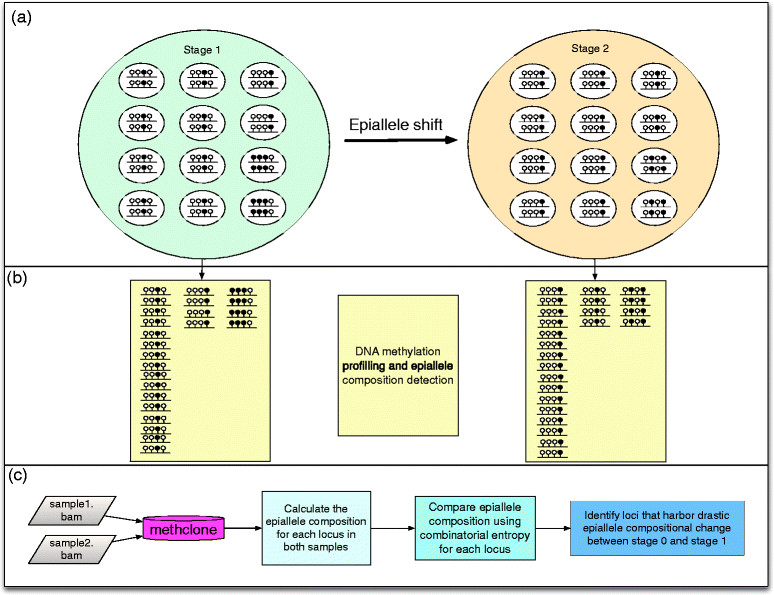 (a)
Stage 1
Stage 2
Epiallele shift
(b)
DNA methylation
profilling and epiallele
composition detection
(c)
sample1.
bam
sample2.
bam
methclone
Calculate the
epiallele composition
for each locus in
both samples
Compare epiallele
composition using
combinatorial entropy
for each locus
Identify loci that harbor drastic
epiallele compositional change
between stage 0 and stage 1